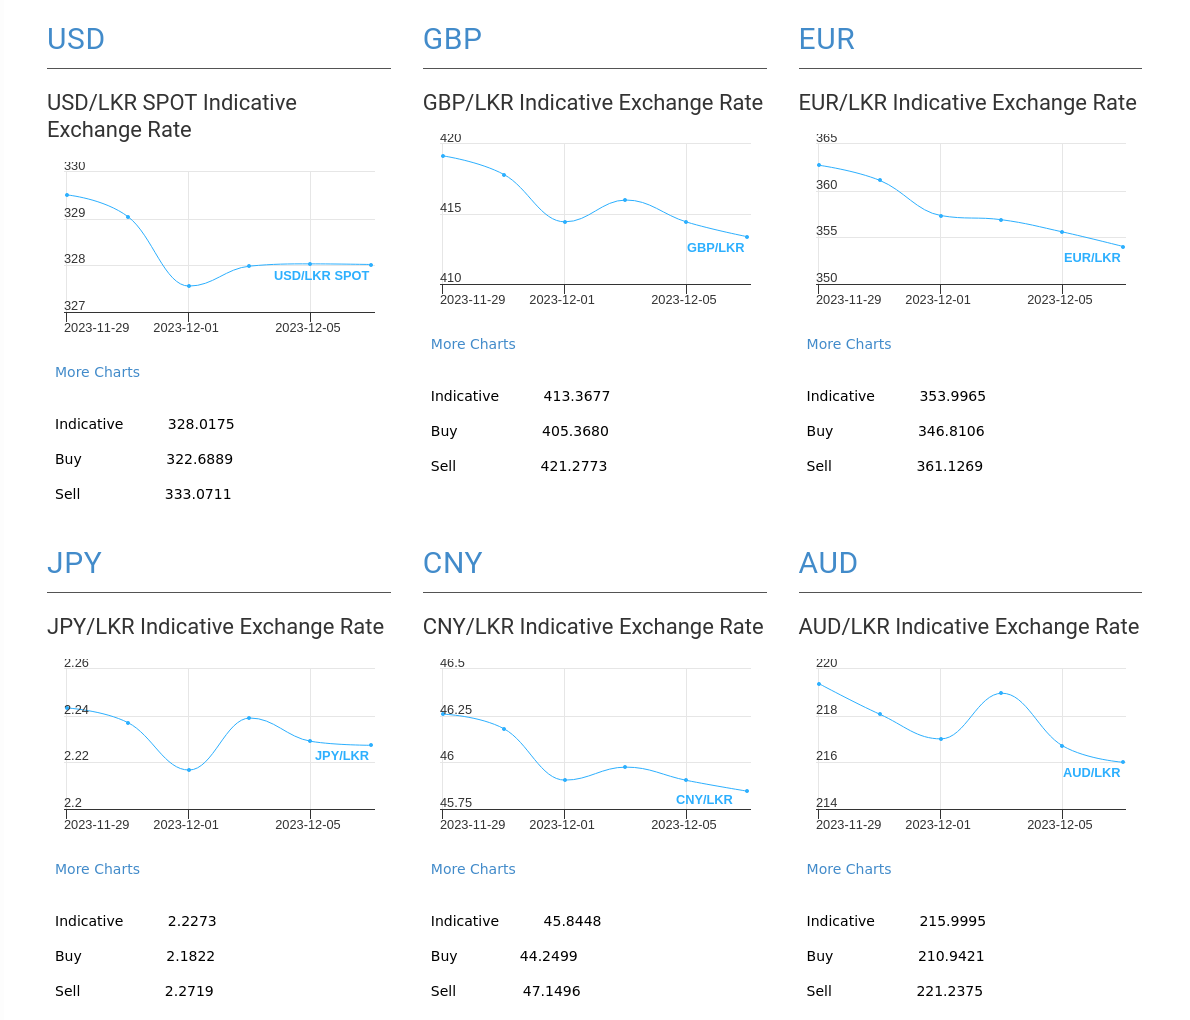 USD
USD/LKR SPOT Indicative
Exchange Rate
330
329
328
327
USD/LKR SPOT
2023-11-29 2023-12-01 2023-12-05
More Charts
Indicative 328.0175
Buy 322.6889
Sell 333.0711
GBP
GBP/LKR Indicative Exchange Rate
420
415
410
GBP/LKR
2023-11-29 2023-12-01 2023-12-05
More Charts
Indicative 413.3677
Buy 405.3680
Sell 421.2773
EUR
EUR/LKR Indicative Exchange Rate
365
360
355
350
EUR/LKR
2023-11-29 2023-12-01 2023-12-05
More Charts
Indicative 353.9965
Buy 346.8106
Sell 361.1269
JPY
JPY/LKR Indicative Exchange Rate
2.26
2.24
2.22
2.2
JPY/LKR
2023-11-29 2023-12-01 2023-12-05
More Charts
Indicative 2.2273
Buy 2.1822
Sell 2.2719
CNY
CNY/LKR Indicative Exchange Rate
46.5
46.25
46
45.75
CNY/LKR
2023-11-29 2023-12-01 2023-12-05
More Charts
Indicative 45.8448
Buy 44.2499
Sell 47.1496
AUD
AUD/LKR Indicative Exchange Rate
220
218
216
214
AUD/LKR
2023-11-29 2023-12-01 2023-12-05
More Charts
Indicative 215.9995
Buy 210.9421
Sell 221.2375